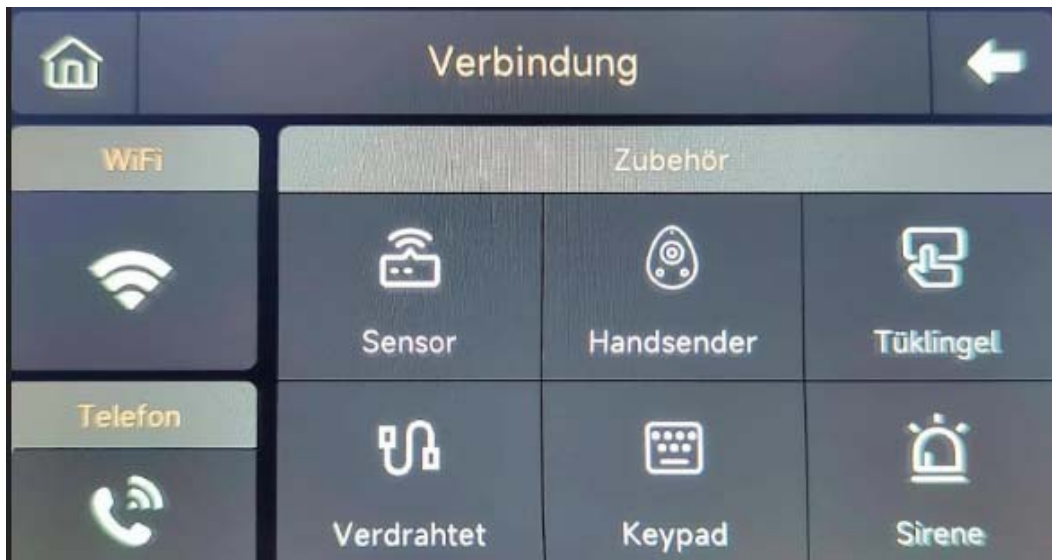 Verbindung
WiFi
Zubehör
Sensor
Handsender
Tüklingel
Telefon
Verdrahtet
Keypad
Sirene